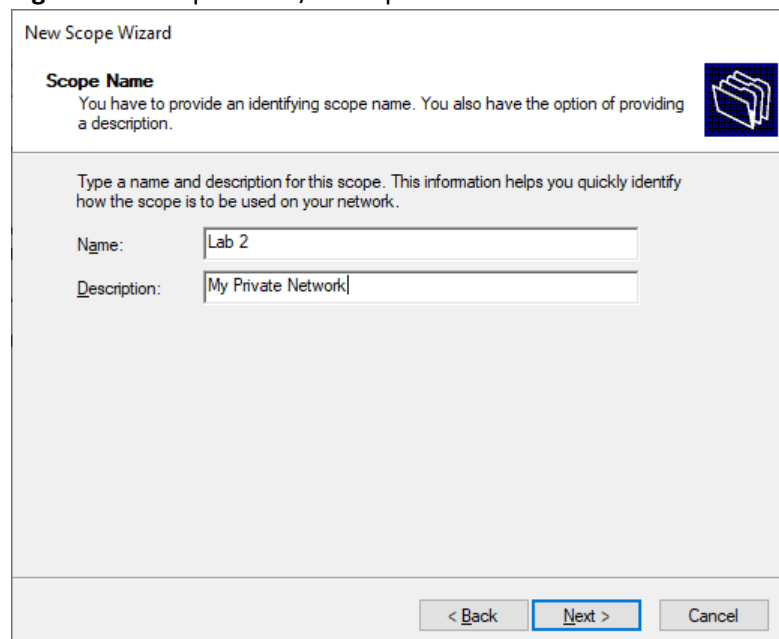 New Scope Wizard
Scope Name
You have to provide an identifying scope name. You also have the option of providing
a description.
Type a name and description for this scope. This information helps you quickly identify
how the scope is to be used on your network.
Name:
Lab 2
Description:
My Private Network
< Back
Next >
Cancel